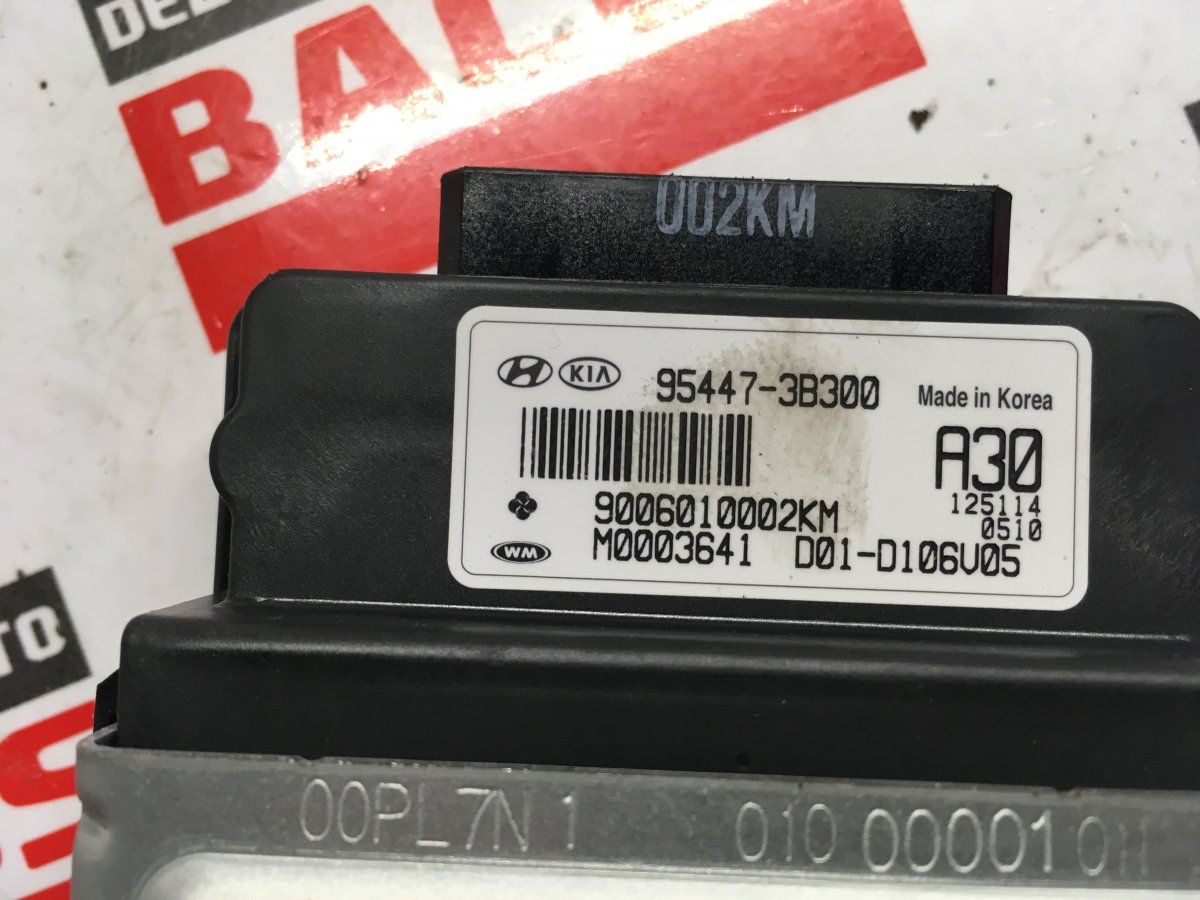 002KM
KIA 95447-3B300 Made in Korea
A30
125114
9006010002KM 0510
WM M0003641 D01-D106V05
00PL7N 1 010 00001 0